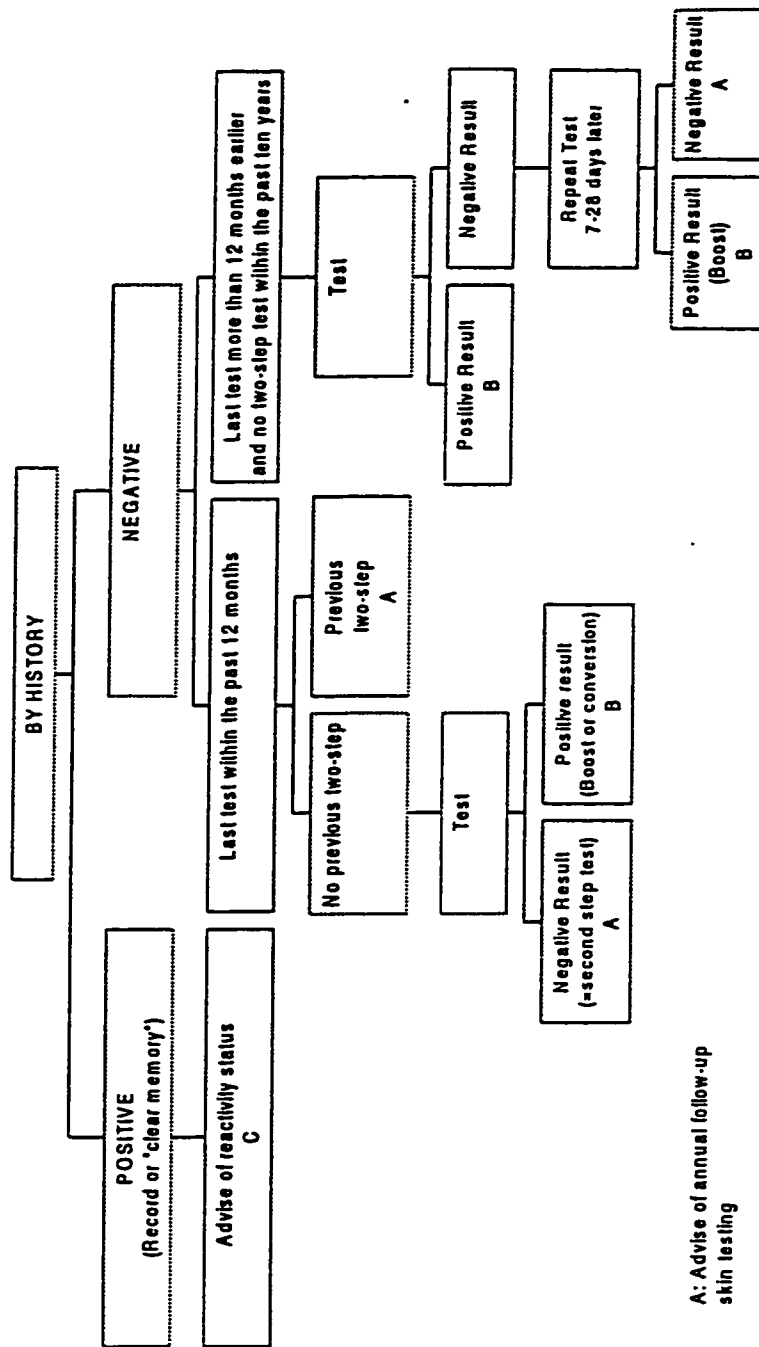 BY HISTORY
POSITIVE
(Record or "clear memory")
NEGATIVE
Advise of reactivity status
C
Last test within the past 12 months
Last test more than 12 months earlier
and no two-step test within the past ten years
No previous two-step
Previous
two-step
A
Test
Test
Positive Result
B
Negative Result
Negative Result
(=second step test)
A
Positive result
(Boost or conversion)
B
Repeat Test
7-28 days later
Positive Result
(Boost)
B
Negative Result
A
A: Advise of annual follow-up
skin testing